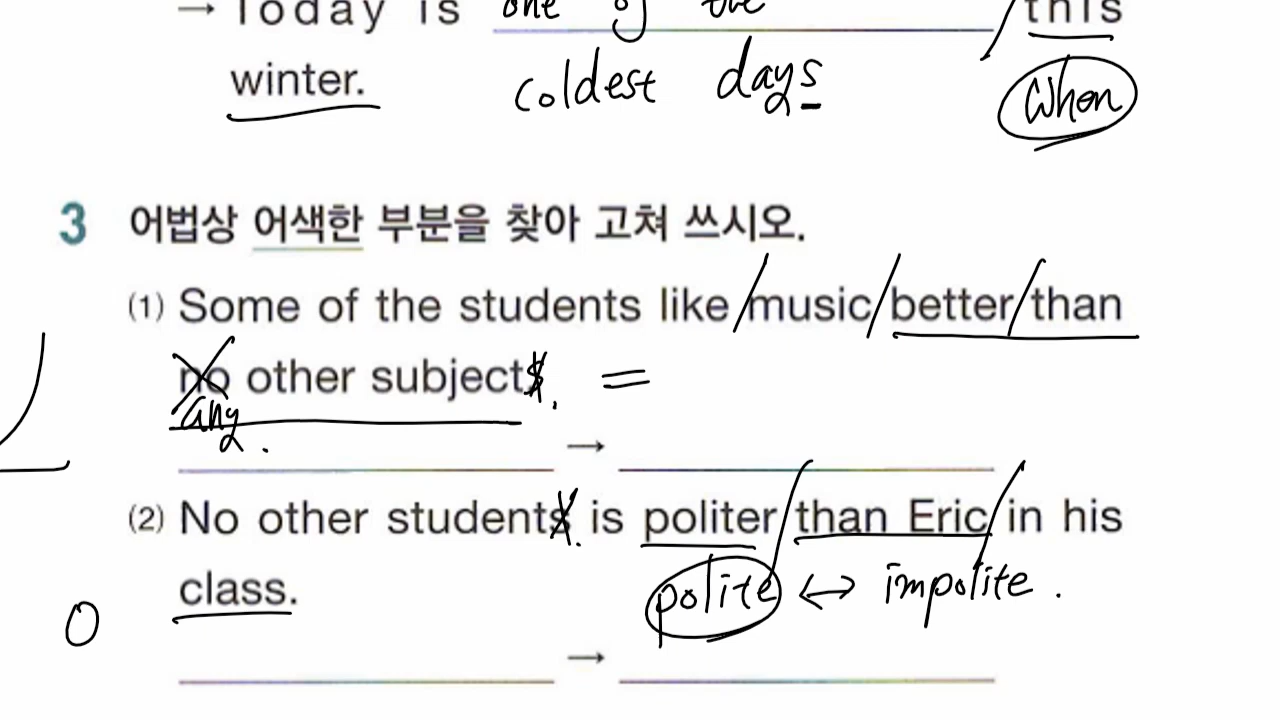 → Today is one of the / this
winter. coldest days When
3 어법상 어색한 부분을 찾아 고쳐 쓰시오.
(1) Some of the students like / music / better / than
no other subjects. =
any.
→
(2) No other students is politer / than Eric / in his
class. polite ↔ impolite.
0
→